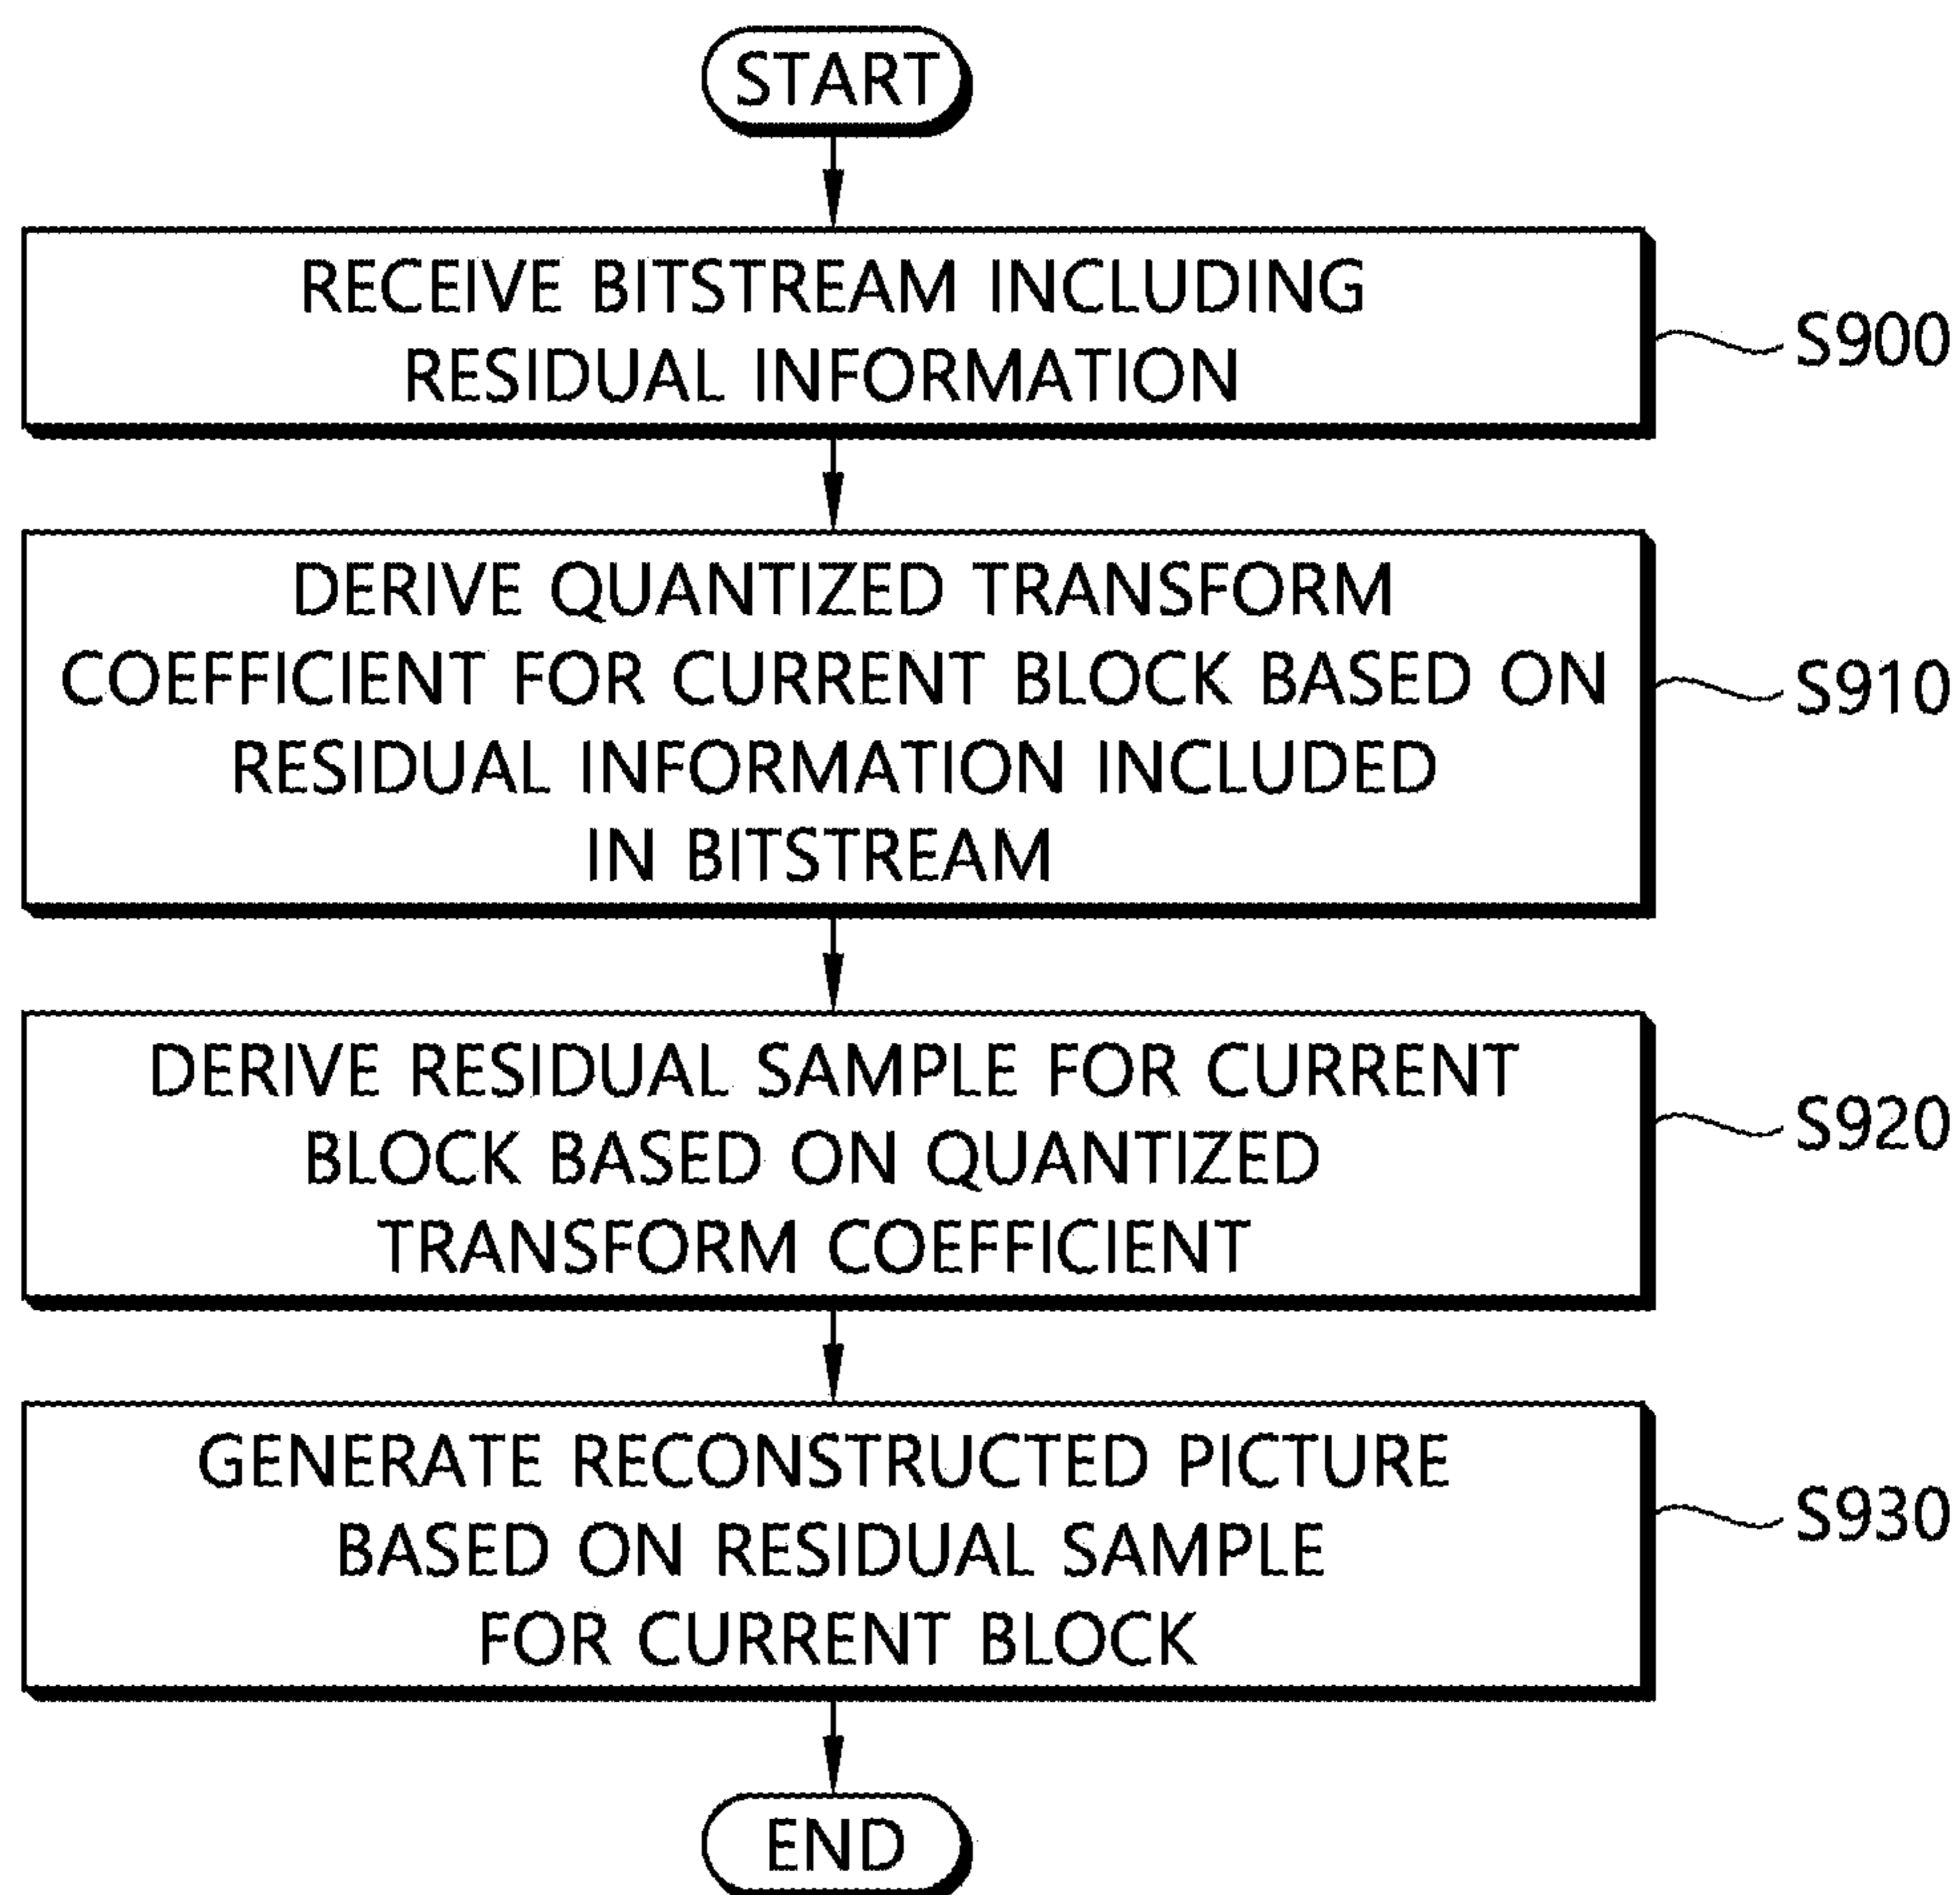 START
RECEIVE BITSTREAM INCLUDING
RESIDUAL INFORMATION
S900
DERIVE QUANTIZED TRANSFORM
COEFFICIENT FOR CURRENT BLOCK BASED ON
RESIDUAL INFORMATION INCLUDED
IN BITSTREAM
S910
DERIVE RESIDUAL SAMPLE FOR CURRENT
BLOCK BASED ON QUANTIZED
TRANSFORM COEFFICIENT
S920
GENERATE RECONSTRUCTED PICTURE
BASED ON RESIDUAL SAMPLE
FOR CURRENT BLOCK
S930
END